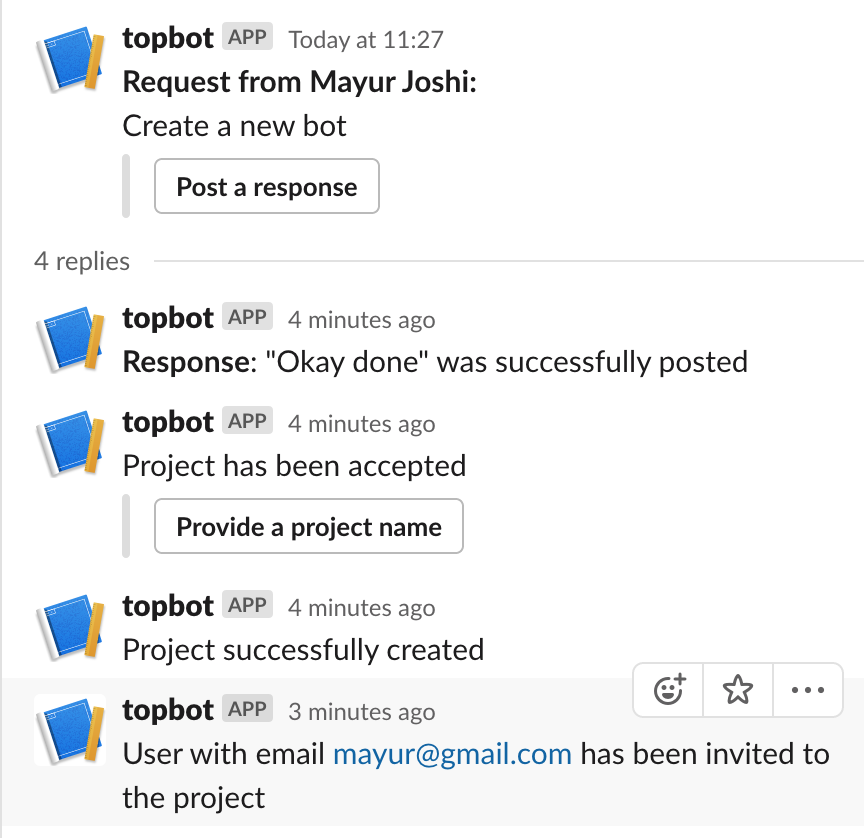 topbot APP Today at 11:27
Request from Mayur Joshi:
Create a new bot
Post a response
4 replies
topbot APP 4 minutes ago
Response: "Okay done" was successfully posted
topbot APP 4 minutes ago
Project has been accepted
Provide a project name
topbot APP 4 minutes ago
Project successfully created
topbot APP 3 minutes ago
User with email mayur@gmail.com has been invited to
the project